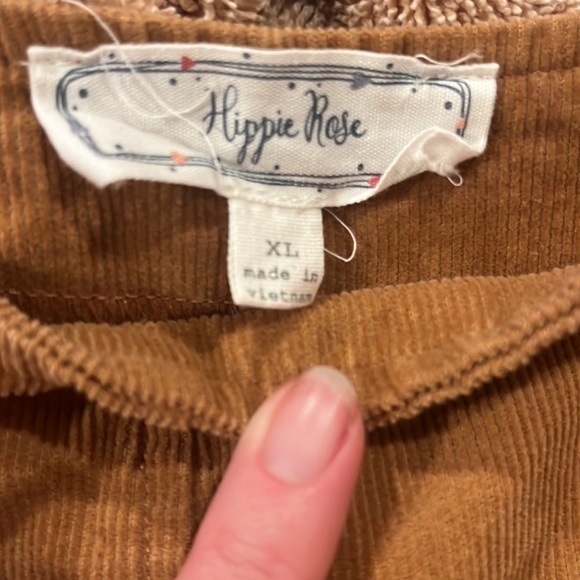 Hippie Rose
XL
made in
vietnam